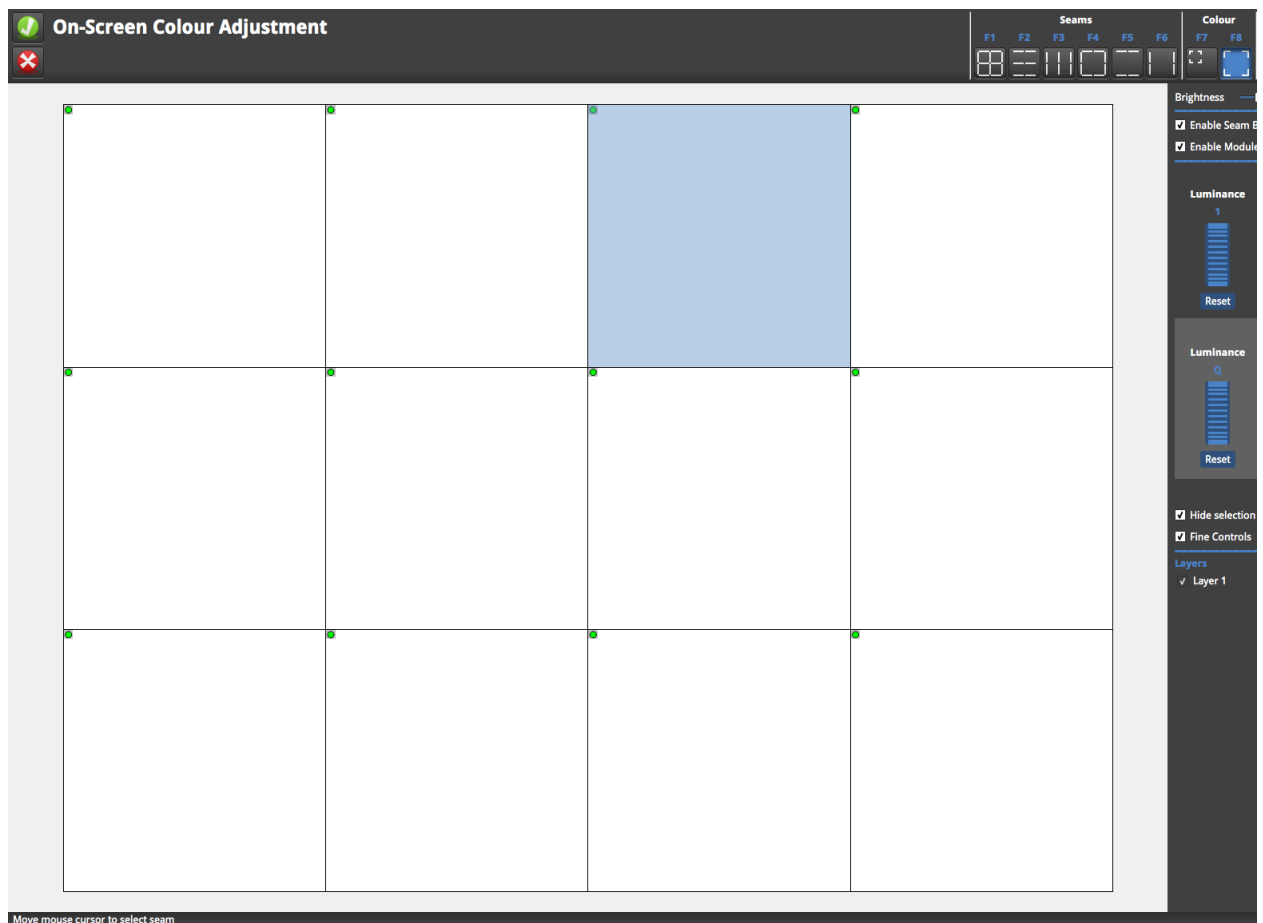 On-Screen Colour Adjustment
Seams
F1 F2 F3 F4 F5 F6
Colour
F7 F8
Brightness
Enable Seam B
Enable Module
Luminance
1
Reset
Luminance
Q
Reset
Hide selection
Fine Controls
Layers
Layer 1
Move mouse cursor to select seam